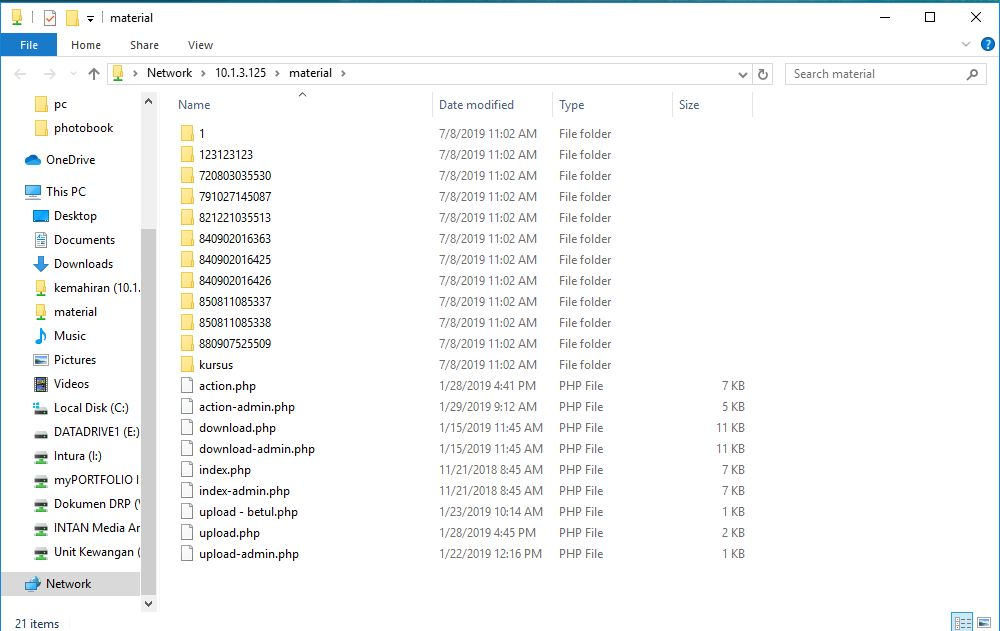 material
File Home Share View
Network 10.1.3.125 material
Search material
pc
photobook
OneDrive
This PC
Desktop
Documents
Downloads
kemahiran (10.1.
material
Music
Pictures
Videos
Local Disk (C:)
DATADRIVE1 (E:)
Intura (I:)
myPORTFOLIO I
Dokumen DRP (
INTAN Media Ar
Unit Kewangan (
Network
Name Date modified Type Size
1 7/8/2019 11:02 AM File folder
123123123 7/8/2019 11:02 AM File folder
720803035530 7/8/2019 11:02 AM File folder
791027145087 7/8/2019 11:02 AM File folder
821221035513 7/8/2019 11:02 AM File folder
840902016363 7/8/2019 11:02 AM File folder
840902016425 7/8/2019 11:02 AM File folder
840902016426 7/8/2019 11:02 AM File folder
850811085337 7/8/2019 11:02 AM File folder
850811085338 7/8/2019 11:02 AM File folder
880907525509 7/8/2019 11:02 AM File folder
kursus 7/8/2019 11:02 AM File folder
action.php 1/28/2019 4:41 PM PHP File 7 KB
action-admin.php 1/29/2019 9:12 AM PHP File 5 KB
download.php 1/15/2019 11:45 AM PHP File 11 KB
download-admin.php 1/15/2019 11:45 AM PHP File 11 KB
index.php 11/21/2018 8:45 AM PHP File 7 KB
index-admin.php 11/21/2018 8:45 AM PHP File 7 KB
upload - betul.php 1/23/2019 10:14 AM PHP File 1 KB
upload.php 1/28/2019 4:45 PM PHP File 2 KB
upload-admin.php 1/22/2019 12:16 PM PHP File 1 KB
21 items